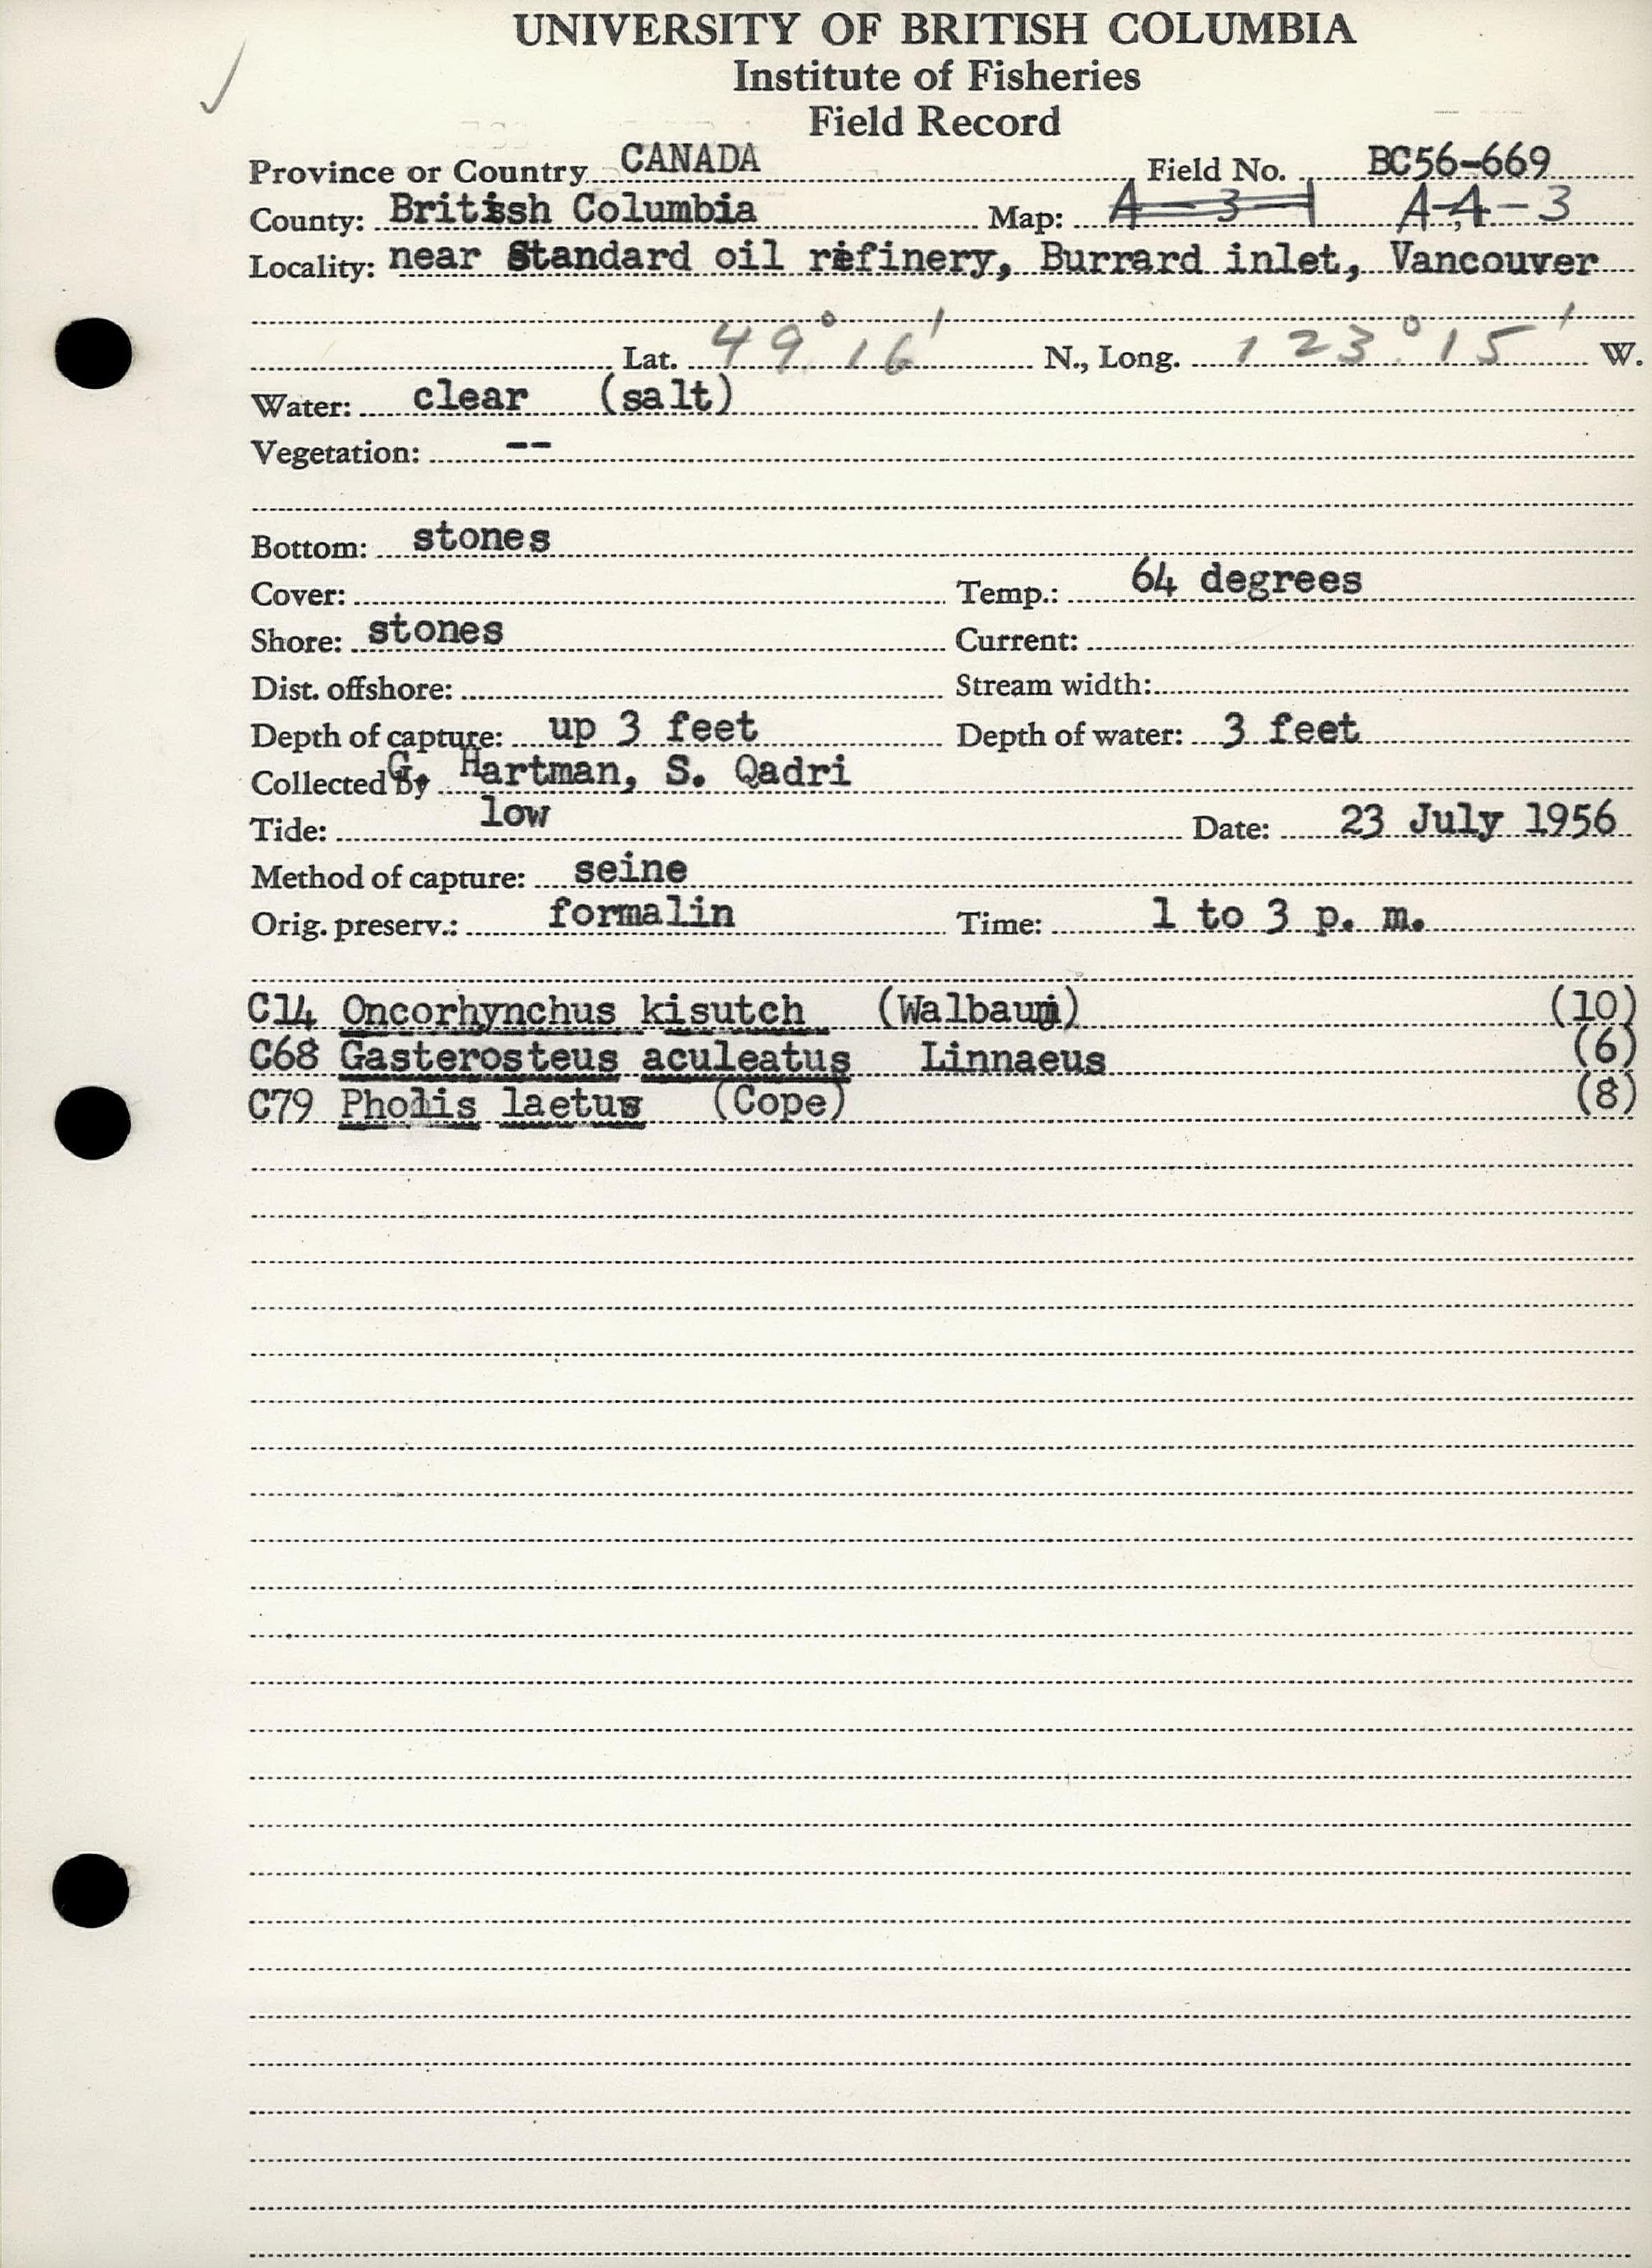 UNIVERSITY OF BRITISH COLUMBIA
Institute of Fisheries
Field Record
Province or Country CANADA Field No. BC56-669
County: British Columbia Map: A-3-1 A-4-3
Locality: near Standard oil refinery, Burrard inlet, Vancouver
Lat. 49° 16' N., Long. 123° 15' W.
Water: clear (salt)
Vegetation: --
Bottom: stones
Cover: Temp.: 64 degrees
Shore: stones Current:
Dist. offshore: Stream width:
Depth of capture: up 3 feet Depth of water: 3 feet
Collected by G. Hartman, S. Qadri
Tide: low Date: 23 July 1956
Method of capture: seine
Orig. preserv.: formalin Time: 1 to 3 p. m.
C14 Oncorhynchus kisutch (Walbaum) (10)
C68 Gasterosteus aculeatus Linnaeus (6)
C79 Pholis laetus (Cope) (8)